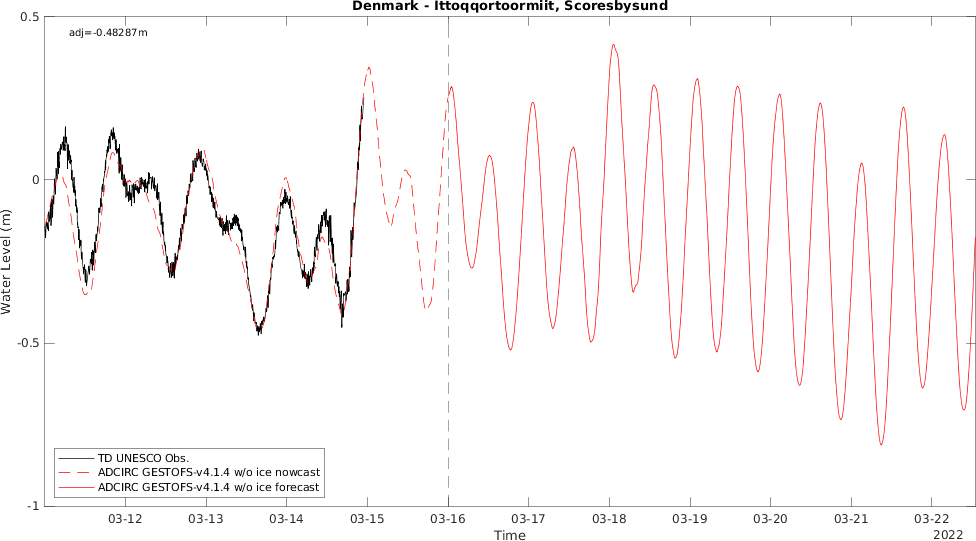 Denmark - Ittoqqortoormiit, Scoresbysund
adj=-0.48287m
0.5
0
-0.5
-1
Water Level (m)
TD UNESCO Obs.
ADCIRC GESTOFS-v4.1.4 w/o ice nowcast
ADCIRC GESTOFS-v4.1.4 w/o ice forecast
03-12 03-13 03-14 03-15 03-16 03-17 03-18 03-19 03-20 03-21 03-22
Time
2022